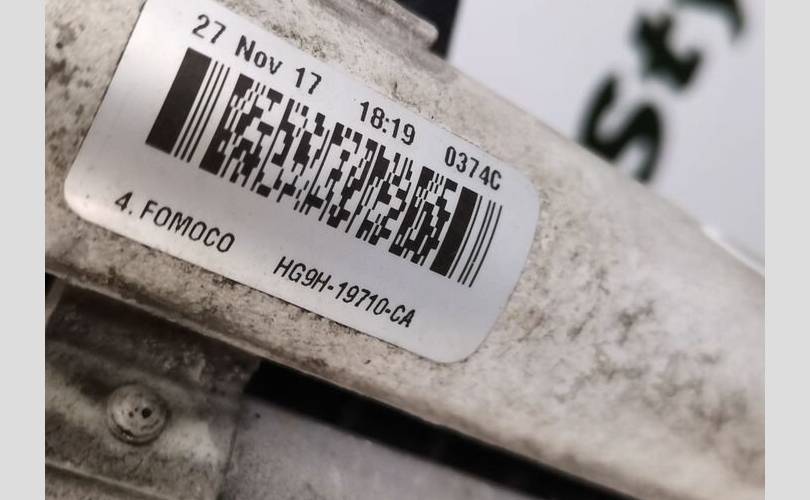 27 Nov 17 18:19 0374C
4. FOMOCO HG9H-19710-CA